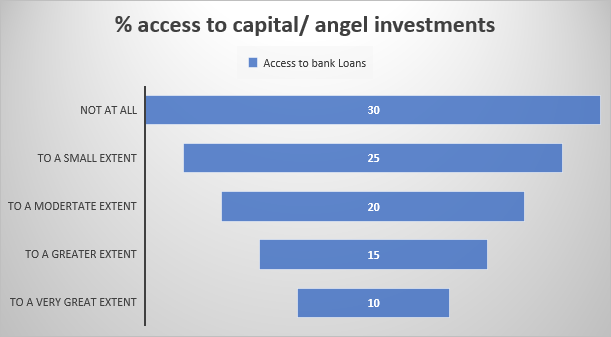 % access to capital/ angel investments
Access to bank Loans
NOT AT ALL
30
TO A SMALL EXTENT
25
TO A MODERTATE EXTENT
20
TO A GREATER EXTENT
15
TO A VERY GREAT EXTENT
10